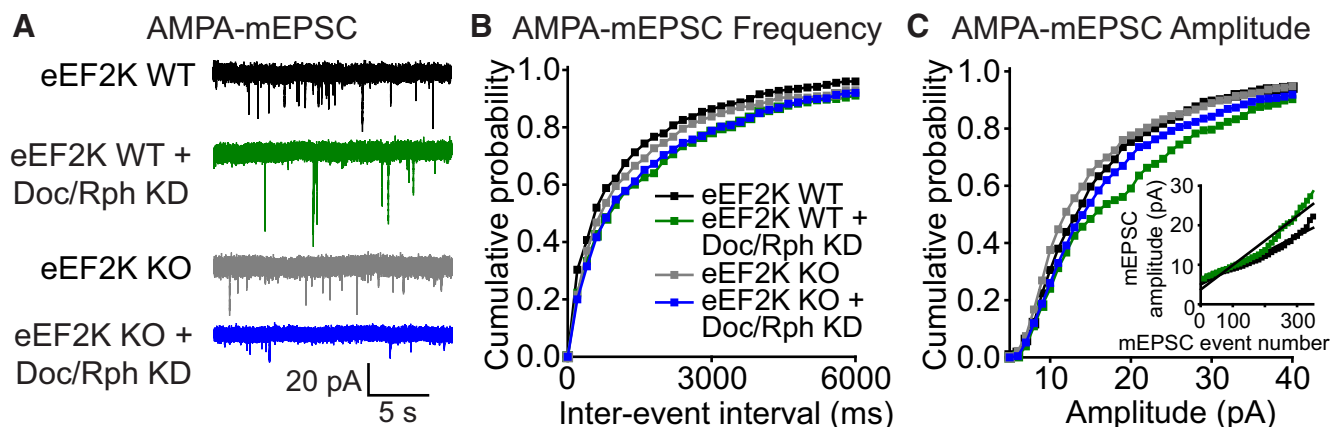 A
AMPA-mEPSC
eEF2K WT
eEF2K WT +
Doc/Rph KD
eEF2K KO
eEF2K KO +
Doc/Rph KD
20 pA
5 s
B
AMPA-mEPSC Frequency
Cumulative probability
1.0
0.8
0.6
0.4
0.2
0.0
0
3000
6000
Inter-event interval (ms)
eEF2K WT
eEF2K WT +
Doc/Rph KD
eEF2K KO
eEF2K KO +
Doc/Rph KD
C
AMPA-mEPSC Amplitude
Cumulative probability
1.0
0.8
0.6
0.4
0.2
0.0
10
20
30
40
Amplitude (pA)
mEPSC
amplitude (pA)
30
20
10
0
0
100
300
mEPSC event number